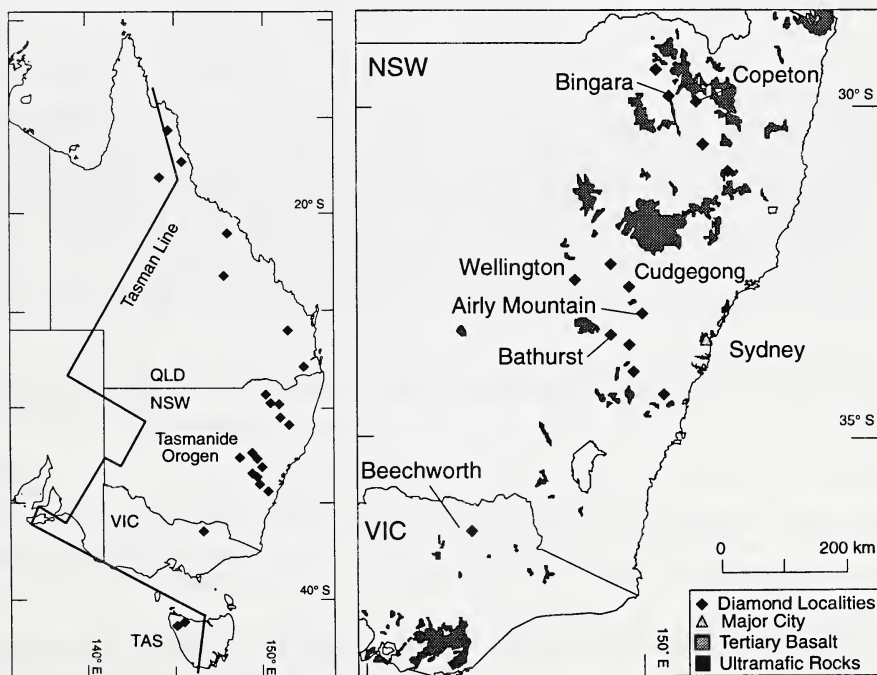 20° S
Tasman Line
QLD
NSW
Tasmanide
Orogen
VIC
40° S
TAS
140° E
150° E
NSW
Bingara
Copeton
30° S
Wellington
Cudgegong
Airly Mountain
Bathurst
Sydney
35° S
Beechworth
VIC
0
200 km
150° E
Diamond Localities
Major City
Tertiary Basalt
Ultramafic Rocks